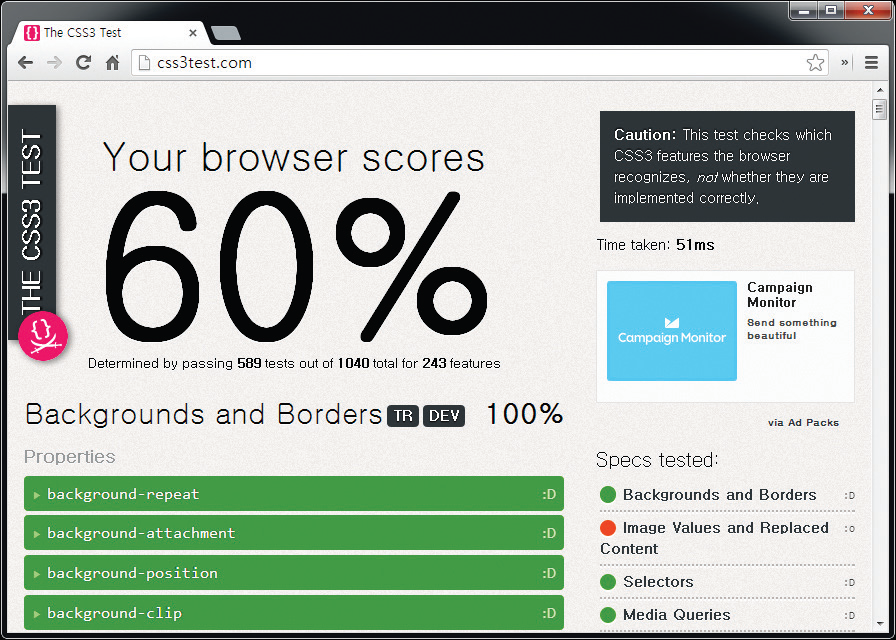 The CSS3 Test
css3test.com
THE CSS3 TEST
Your browser scores
60%
Determined by passing 589 tests out of 1040 total for 243 features
Backgrounds and Borders TR DEV 100%
Properties
background-repeat :D
background-attachment :D
background-position :D
background-clip :D
Caution: This test checks which
CSS3 features the browser
recognizes, not whether they are
implemented correctly.
Time taken: 51ms
Campaign Monitor
Campaign
Monitor
Send something
beautiful
via Ad Packs
Specs tested:
Backgrounds and Borders :D
Image Values and Replaced :o
Content
Selectors :D
Media Queries :D